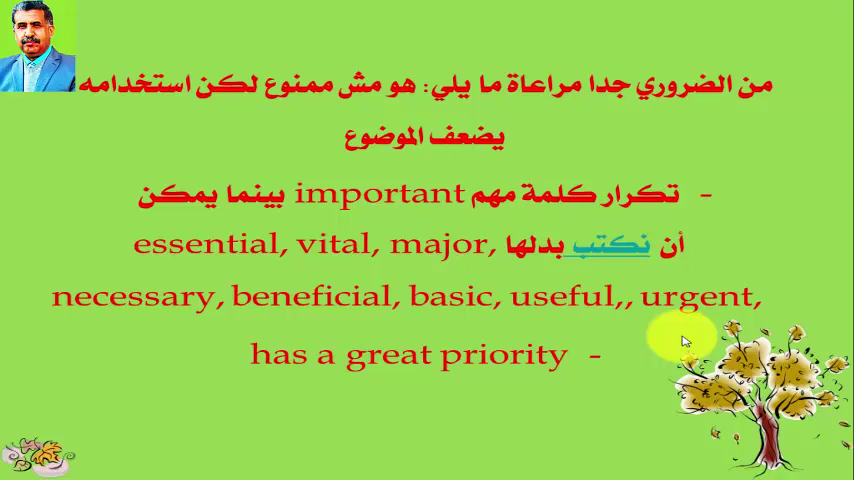 من الضروري جدا مراعاة ما يلي: هو مش ممنوع لكن استخدامه
يضعف الموضوع
- تكرار كلمة مهم important بينما يمكن
أن نكتب بدلها essential, vital, major,
necessary, beneficial, basic, useful,, urgent,
- has a great priority